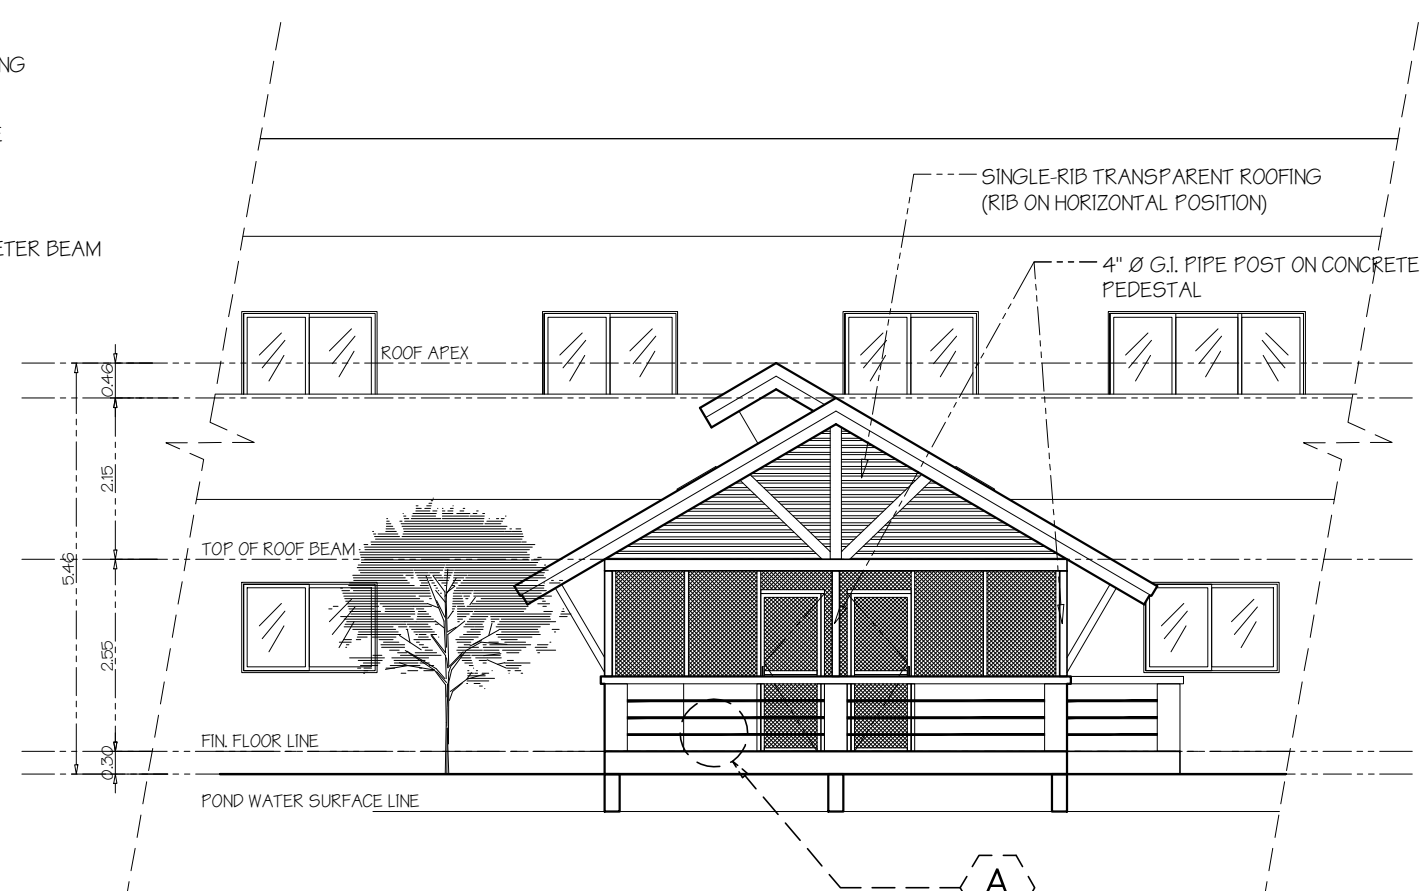 NG
E
SINGLE-RIB TRANSPARENT ROOFING
(RIB ON HORIZONTAL POSITION)
ETER BEAM
4" Ø G.I. PIPE POST ON CONCRETE
PEDESTAL
ROOF APEX
0.46
2.15
TOP OF ROOF BEAM
5.46
2.55
FIN. FLOOR LINE
0.30
POND WATER SURFACE LINE
A